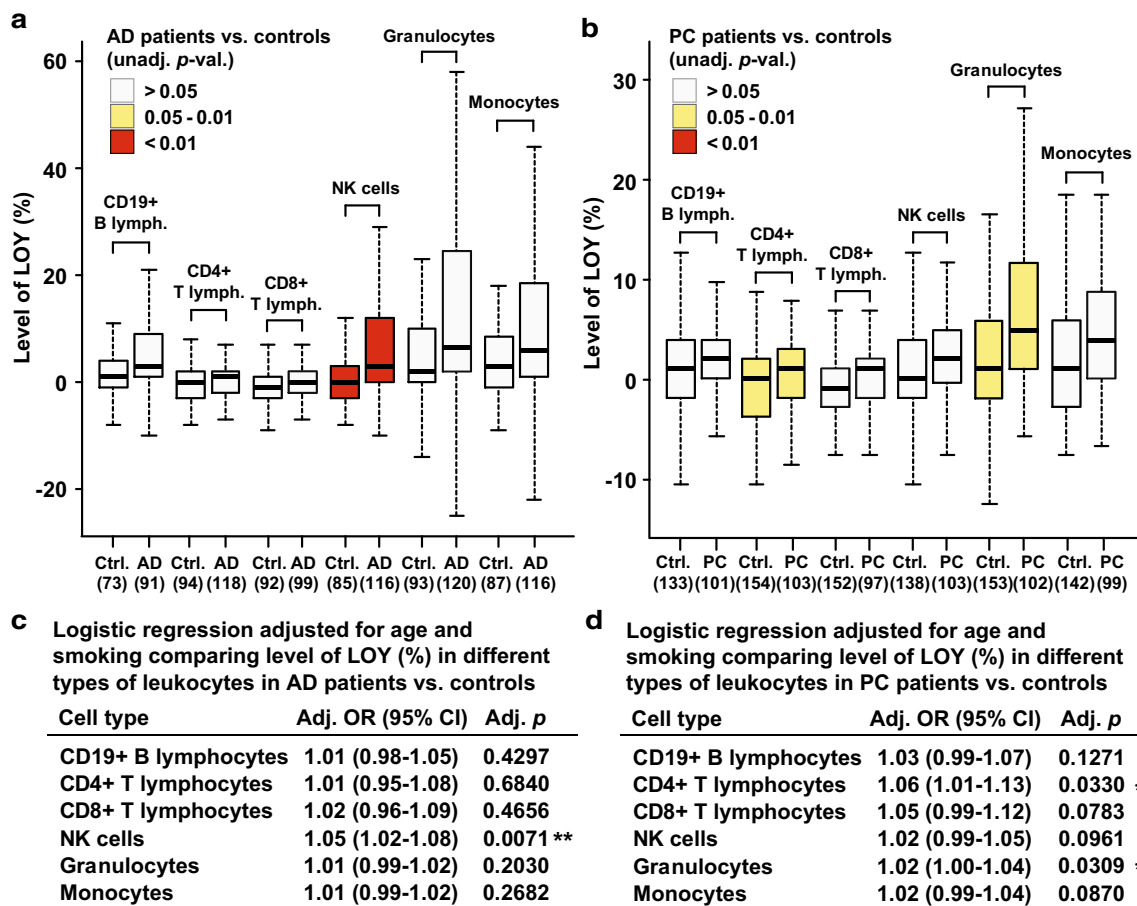 a
AD patients vs. controls
(unadj. p-val.)
> 0.05
0.05 - 0.01
< 0.01
Level of LOY (%)
60
40
20
0
-20
CD19+
B lymph.
CD4+
T lymph.
CD8+
T lymph.
NK cells
Granulocytes
Monocytes
Ctrl. AD Ctrl. AD Ctrl. AD Ctrl. AD Ctrl. AD Ctrl. AD
(73) (91) (94) (118) (92) (99) (85) (116) (93) (120) (87) (116)
b
PC patients vs. controls
(unadj. p-val.)
> 0.05
0.05 - 0.01
< 0.01
Level of LOY (%)
30
20
10
0
-10
CD19+
B lymph.
CD4+
T lymph.
CD8+
T lymph.
NK cells
Granulocytes
Monocytes
Ctrl. PC Ctrl. PC Ctrl. PC Ctrl. PC Ctrl. PC Ctrl. PC
(133) (101) (154) (103) (152) (97) (138) (103) (153) (102) (142) (99)
c
Logistic regression adjusted for age and
smoking comparing level of LOY (%) in different
types of leukocytes in AD patients vs. controls
Cell type Adj. OR (95% CI) Adj. p
CD19+ B lymphocytes 1.01 (0.98-1.05) 0.4297
CD4+ T lymphocytes 1.01 (0.95-1.08) 0.6840
CD8+ T lymphocytes 1.02 (0.96-1.09) 0.4656
NK cells 1.05 (1.02-1.08) 0.0071 **
Granulocytes 1.01 (0.99-1.02) 0.2030
Monocytes 1.01 (0.99-1.02) 0.2682
d
Logistic regression adjusted for age and
smoking comparing level of LOY (%) in different
types of leukocytes in PC patients vs. controls
Cell type Adj. OR (95% CI) Adj. p
CD19+ B lymphocytes 1.03 (0.99-1.07) 0.1271
CD4+ T lymphocytes 1.06 (1.01-1.13) 0.0330 *
CD8+ T lymphocytes 1.05 (0.99-1.12) 0.0783
NK cells 1.02 (0.99-1.05) 0.0961
Granulocytes 1.02 (1.00-1.04) 0.0309 *
Monocytes 1.02 (0.99-1.04) 0.0870